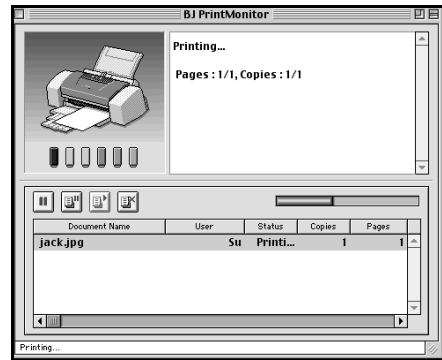 BJ PrintMonitor
Printing...
Pages : 1/1, Copies : 1/1
Document Name User Status Copies Pages
jack.jpg Su Printi... 1 1
Printing...